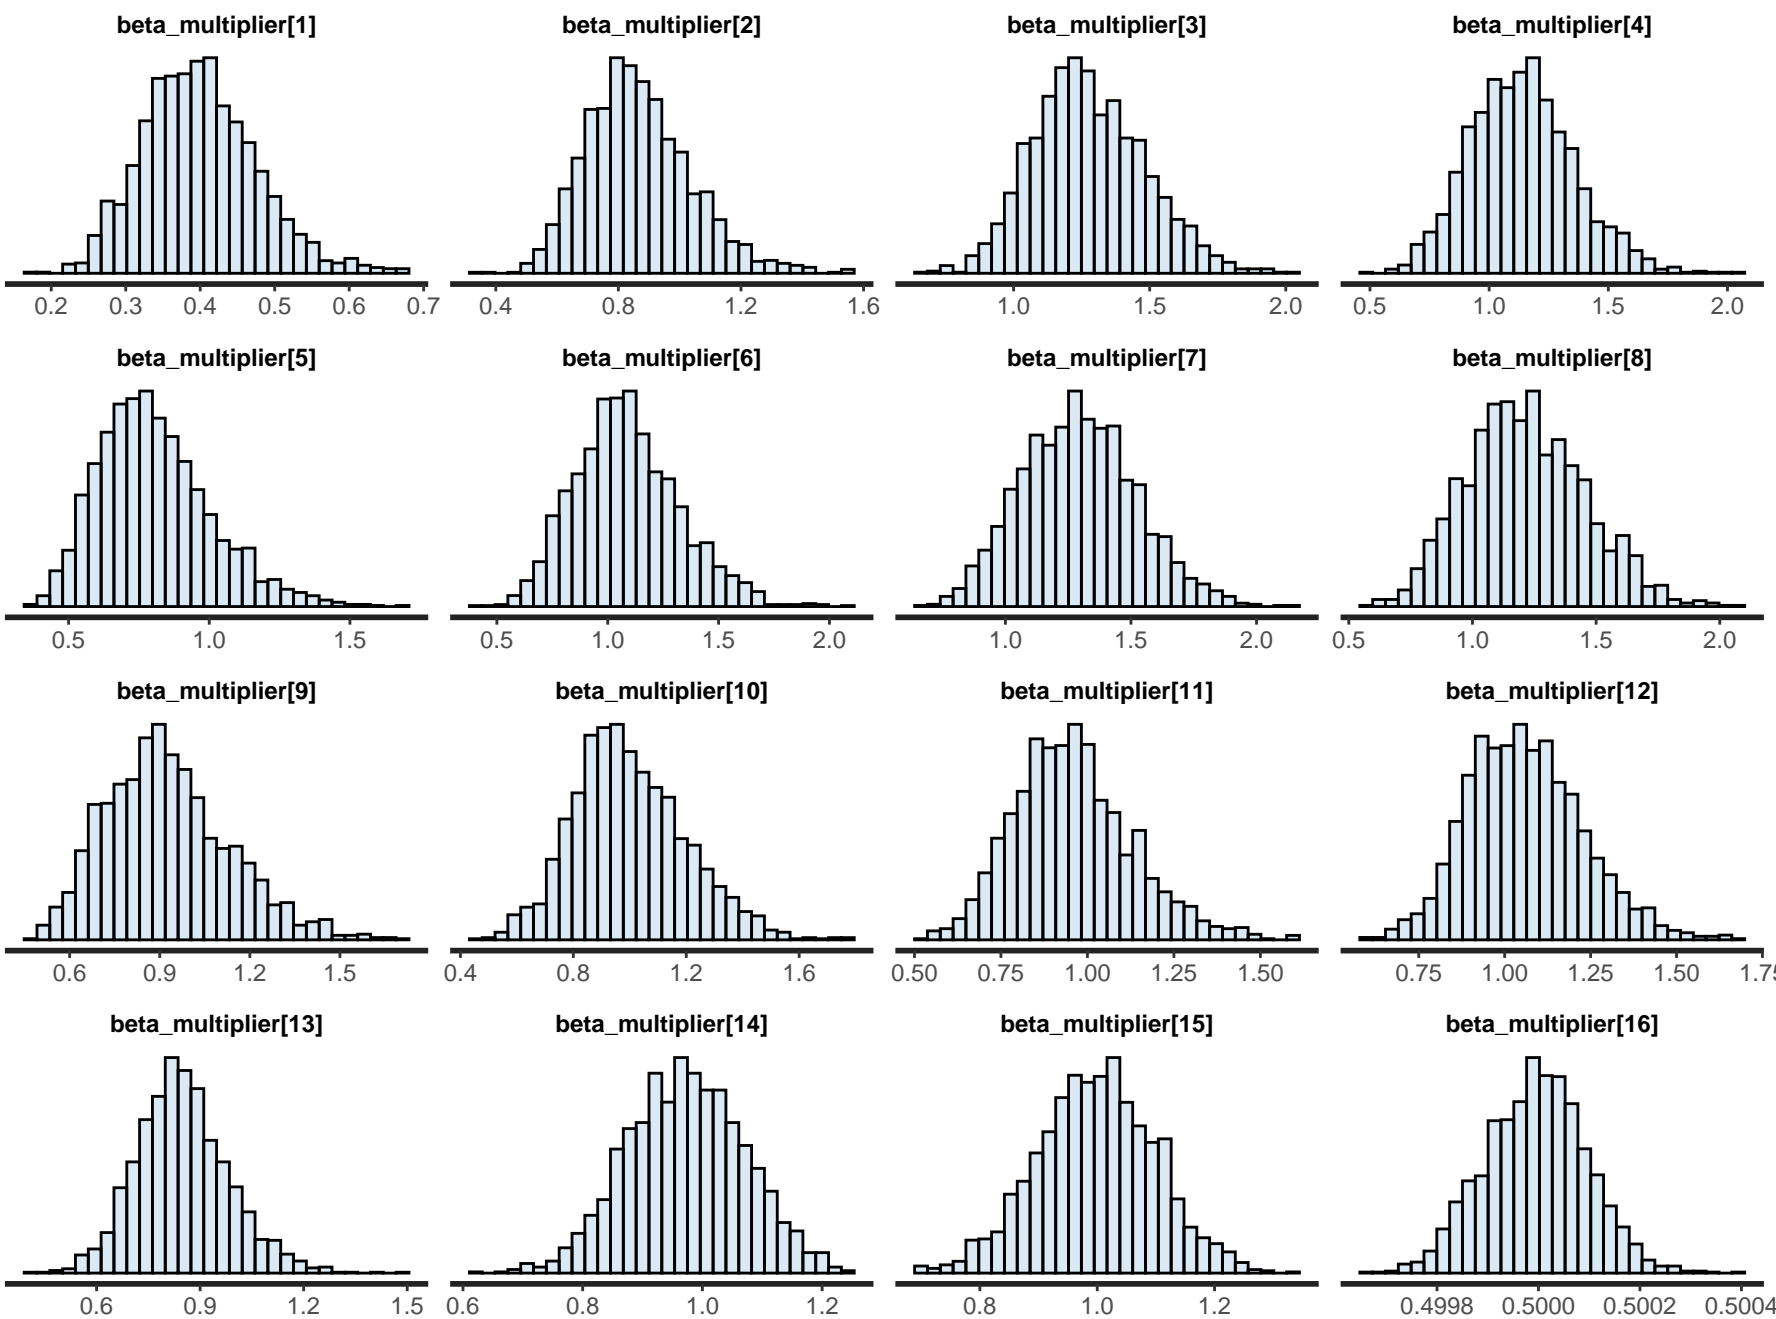 beta_multiplier[1] beta_multiplier[2] beta_multiplier[3] beta_multiplier[4]
0.2 0.3 0.4 0.5 0.6 0.7 0.4 0.8 1.2 1.6 1.0 1.5 2.0 0.5 1.0 1.5 2.0
beta_multiplier[5] beta_multiplier[6] beta_multiplier[7] beta_multiplier[8]
0.5 1.0 1.5 0.5 1.0 1.5 2.0 1.0 1.5 2.0 0.5 1.0 1.5 2.0
beta_multiplier[9] beta_multiplier[10] beta_multiplier[11] beta_multiplier[12]
0.6 0.9 1.2 1.5 0.4 0.8 1.2 1.6 0.50 0.75 1.00 1.25 1.50 0.75 1.00 1.25 1.50 1.75
beta_multiplier[13] beta_multiplier[14] beta_multiplier[15] beta_multiplier[16]
0.6 0.9 1.2 1.5 0.6 0.8 1.0 1.2 0.8 1.0 1.2 0.4998 0.5000 0.5002 0.5004